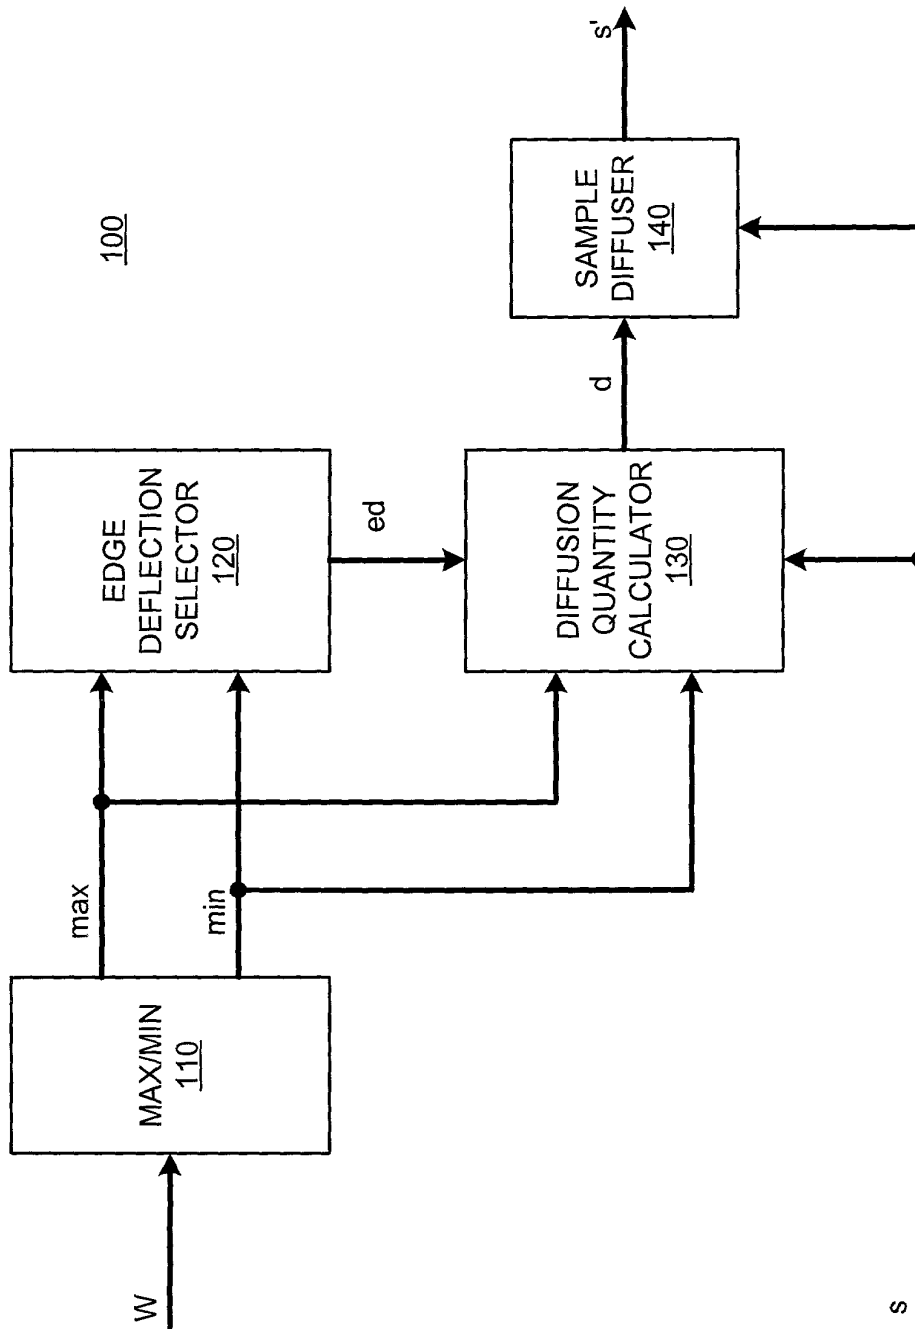 100
W
MAX/MIN
110
max
min
EDGE
DEFLECTION
SELECTOR
120
ed
DIFFUSION
QUANTITY
CALCULATOR
130
d
SAMPLE
DIFFUSER
140
s'
s